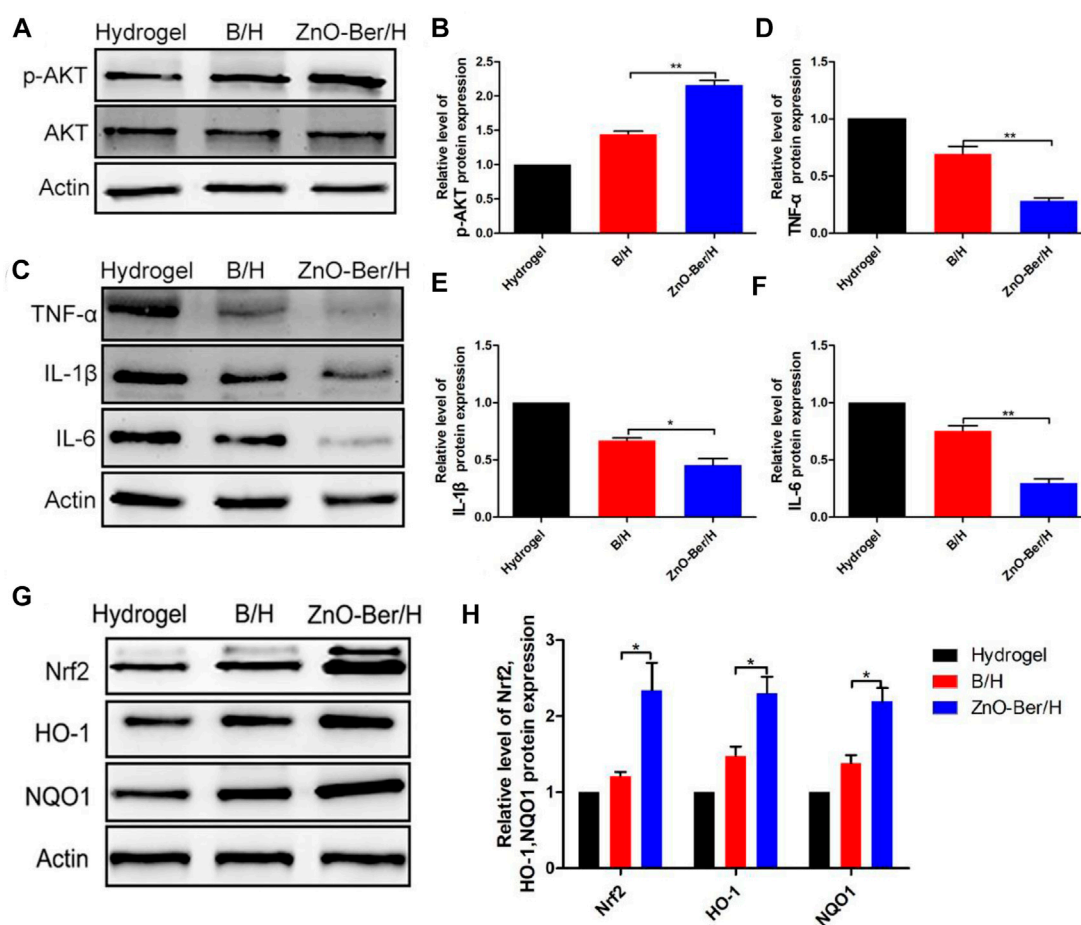 A
Hydrogel B/H ZnO-Ber/H
p-AKT
AKT
Actin
B
Relative level of
p-AKT protein expression
2.5
2.0
1.5
1.0
0.5
0.0
**
Hydrogel
B/H
ZnO-Ber/H
D
Relative level of
TNF-α protein expression
1.5
1.0
0.5
0.0
**
Hydrogel
B/H
ZnO-Ber/H
C
Hydrogel B/H ZnO-Ber/H
TNF-α
IL-1β
IL-6
Actin
E
Relative level of
IL-1β protein expression
1.5
1.0
0.5
0.0
*
Hydrogel
B/H
ZnO-Ber/H
F
Relative level of
IL-6 protein expression
1.5
1.0
0.5
0.0
**
Hydrogel
B/H
ZnO-Ber/H
G
Hydrogel B/H ZnO-Ber/H
Nrf2
HO-1
NQO1
Actin
H
Relative level of Nrf2,
HO-1,NQO1 protein expression
3
2
1
0
* * *
Nrf2
HO-1
NQO1
Hydrogel
B/H
ZnO-Ber/H